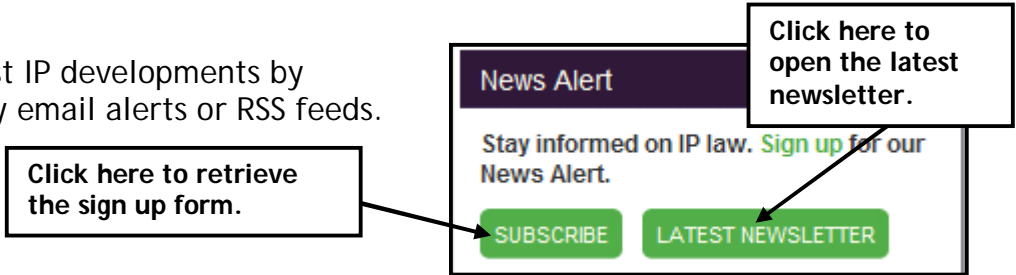 st IP developments by
y email alerts or RSS feeds.
Click here to retrieve
the sign up form.
News Alert
Stay informed on IP law. Sign up for our
News Alert.
SUBSCRIBE
LATEST NEWSLETTER
Click here to
open the latest
newsletter.